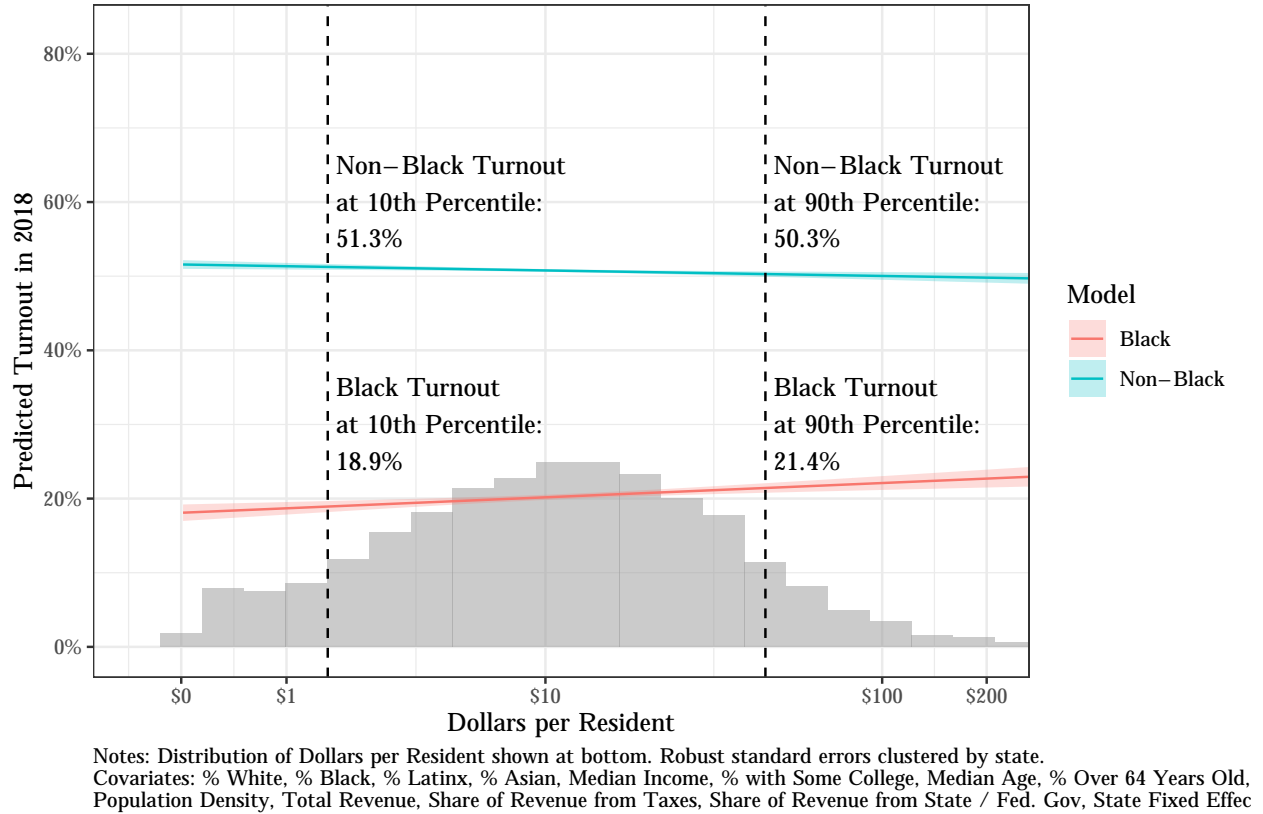 80%
60%
40%
20%
0%
Predicted Turnout in 2018
Non−Black Turnout
at 10th Percentile:
51.3%
Non−Black Turnout
at 90th Percentile:
50.3%
Black Turnout
at 10th Percentile:
18.9%
Black Turnout
at 90th Percentile:
21.4%
$0
$1
$10
$100
$200
Dollars per Resident
Model
Black
Non−Black
Notes: Distribution of Dollars per Resident shown at bottom. Robust standard errors clustered by state.
Covariates: % White, % Black, % Latinx, % Asian, Median Income, % with Some College, Median Age, % Over 64 Years Old,
Population Density, Total Revenue, Share of Revenue from Taxes, Share of Revenue from State / Fed. Gov, State Fixed Effec